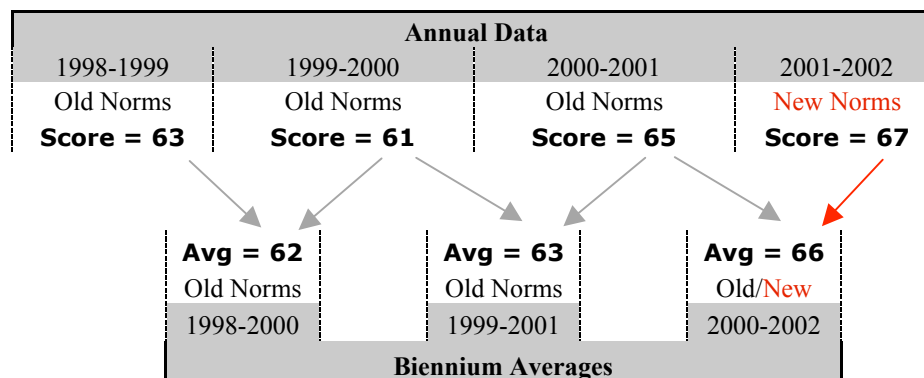 Annual Data
1998-1999 1999-2000 2000-2001 2001-2002
Old Norms Old Norms Old Norms New Norms
Score = 63 Score = 61 Score = 65 Score = 67
Avg = 62 Avg = 63 Avg = 66
Old Norms Old Norms Old/New
1998-2000 1999-2001 2000-2002
Biennium Averages